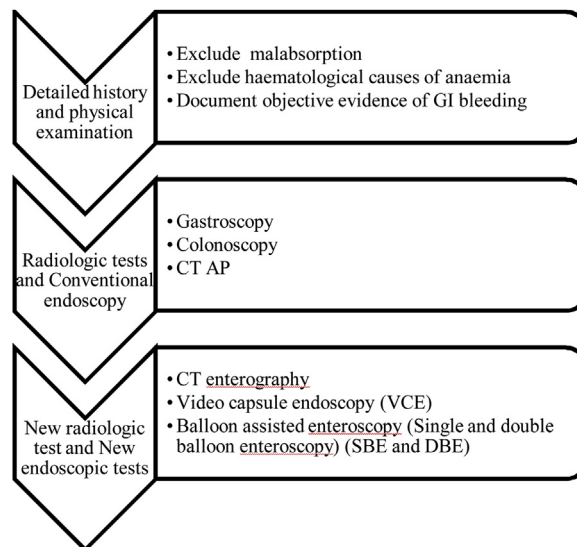 Detailed history
and physical
examination
• Exclude  malabsorption
• Exclude haematological causes of anaemia
• Document objective evidence of GI bleeding
Radiologic tests
and Conventional
endoscopy
• Gastroscopy
• Colonoscopy
• CT AP
New radiologic
test and New
endoscopic tests
• CT enterography
• Video capsule endoscopy (VCE)
• Balloon assisted enteroscopy (Single and double
balloon enteroscopy) (SBE and DBE)